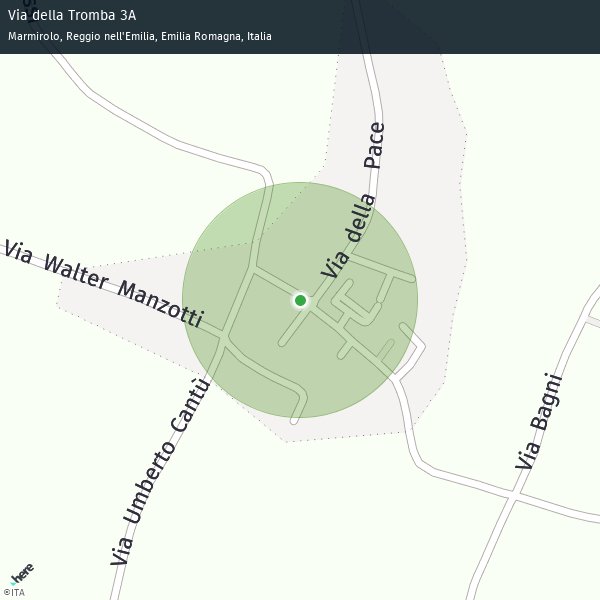 Via della Tromba 3A
Marmirolo, Reggio nell'Emilia, Emilia Romagna, Italia
Via della Pace
Via Walter Manzotti
Via Umberto Cantù
Via Bagni
here
©ITA